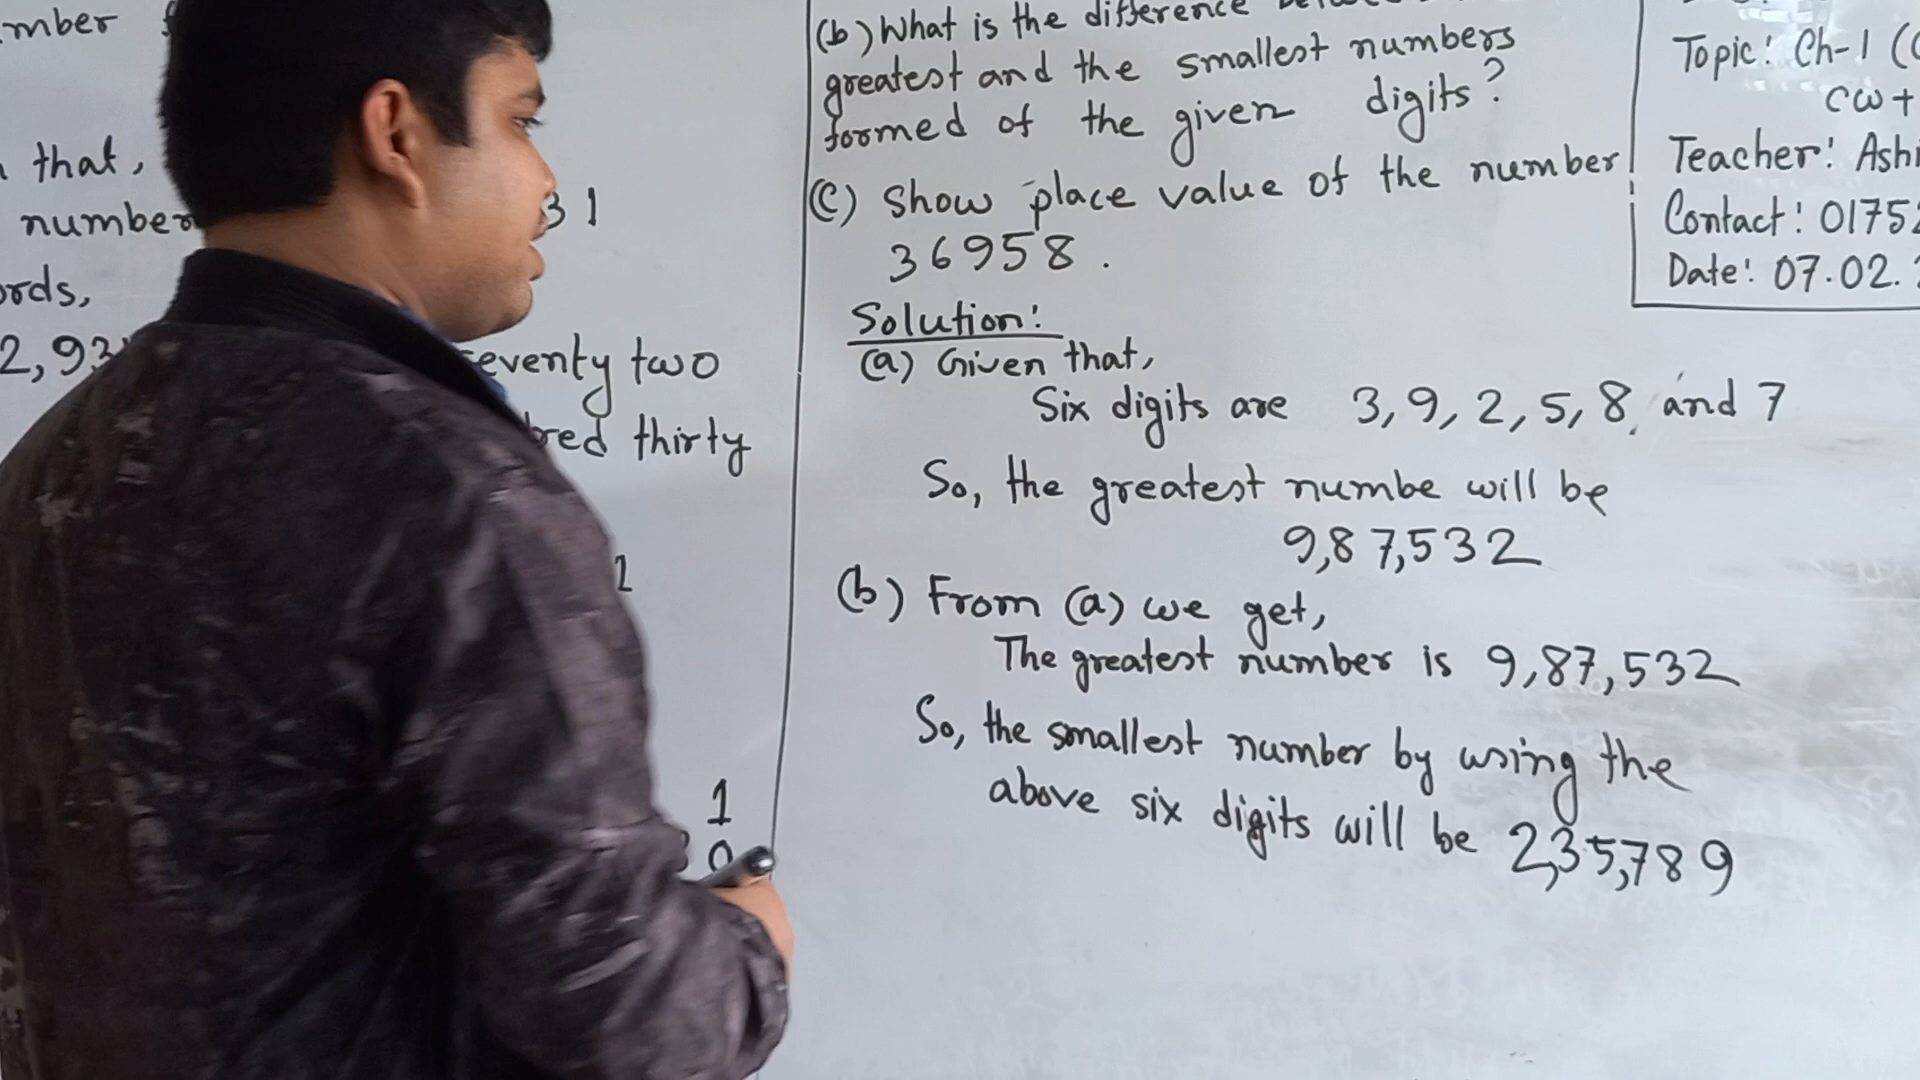 mber
that,
number 31
ords,
2,93 seventy two
red thirty
2
1
0
(b) What is the difference
greatest and the smallest numbers
formed of the given digits?
(C) Show place value of the number
36958.
Solution:
(a) Given that,
Six digits are 3, 9, 2, 5, 8, and 7
So, the greatest numbe will be
9,87,532
(b) From (a) we get,
The greatest number is 9,87,532
So, the smallest number by using the
above six digits will be 2,35,789
Topic: Ch-1 (
CW+
Teacher: Ash
Contact: 0175
Date: 07.02.